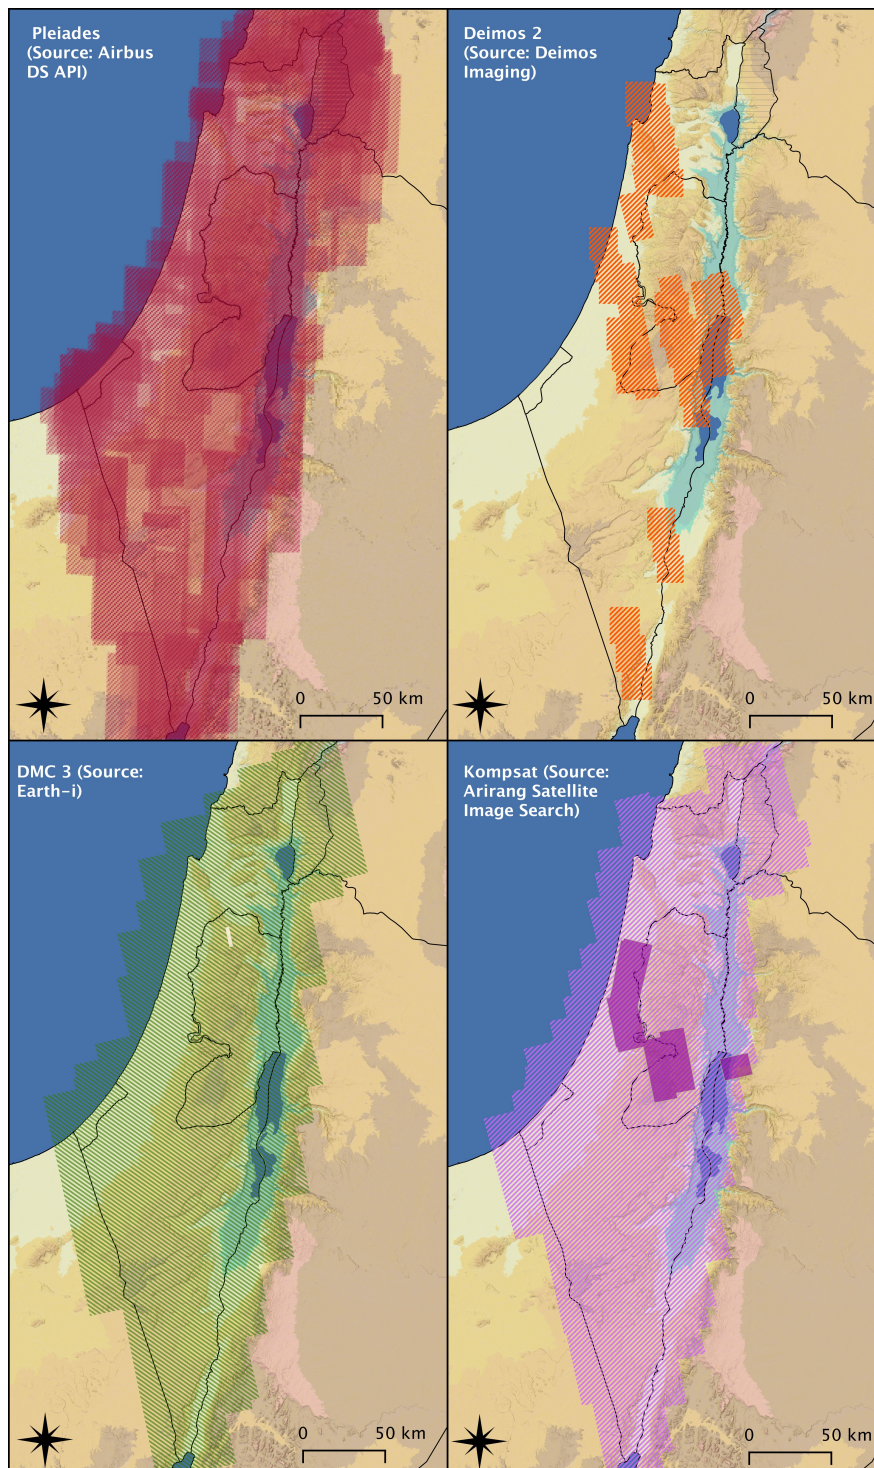 Pleiades
(Source: Airbus
DS API)
0 50 km
Deimos 2
(Source: Deimos
Imaging)
0 50 km
DMC 3 (Source:
Earth-i)
0 50 km
Kompsat (Source:
Arirang Satellite
Image Search)
0 50 km